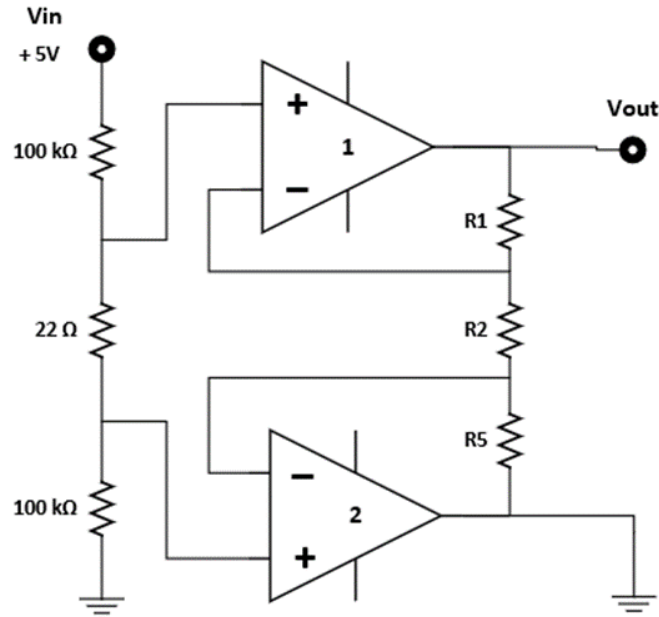 Vin
+ 5V
Vout
100 kΩ
+
1
−
R1
22 Ω
R2
R5
−
2
+
100 kΩ